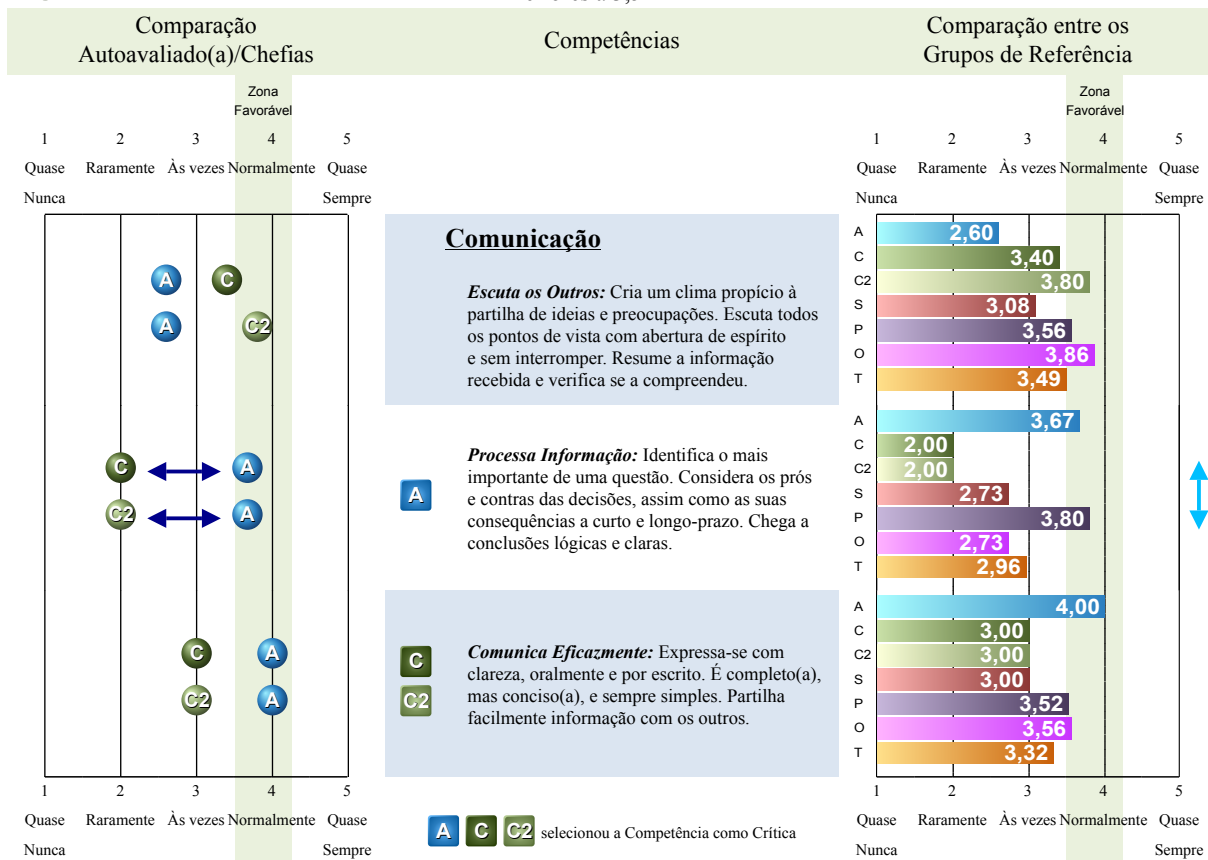 Comparação
Autoavaliado(a)/Chefias
Competências
Comparação entre os
Grupos de Referência
Zona
Favorável
1 2 3 4 5
Quase Raramente Às vezes Normalmente Quase
Nunca Sempre
Zona
Favorável
1 2 3 4 5
Quase Raramente Às vezes Normalmente Quase
Nunca Sempre
Comunicação
A C
A C2
Escuta os Outros: Cria um clima propício à
partilha de ideias e preocupações. Escuta todos
os pontos de vista com abertura de espírito
e sem interromper. Resume a informação
recebida e verifica se a compreendeu.
A 2,60
C 3,40
C2 3,80
S 3,08
P 3,56
O 3,86
T 3,49
C A
C2 A
A
Processa Informação: Identifica o mais
importante de uma questão. Considera os prós
e contras das decisões, assim como as suas
consequências a curto e longo-prazo. Chega a
conclusões lógicas e claras.
A 3,67
C 2,00
C2 2,00
S 2,73
P 3,80
O 2,73
T 2,96
C A
C2 A
C
C2
Comunica Eficazmente: Expressa-se com
clareza, oralmente e por escrito. É completo(a),
mas conciso(a), e sempre simples. Partilha
facilmente informação com os outros.
A 4,00
C 3,00
C2 3,00
S 3,00
P 3,52
O 3,56
T 3,32
1 2 3 4 5
Quase Raramente Às vezes Normalmente Quase
Nunca Sempre
A C C2 selecionou a Competência como Crítica
1 2 3 4 5
Quase Raramente Às vezes Normalmente Quase
Nunca Sempre